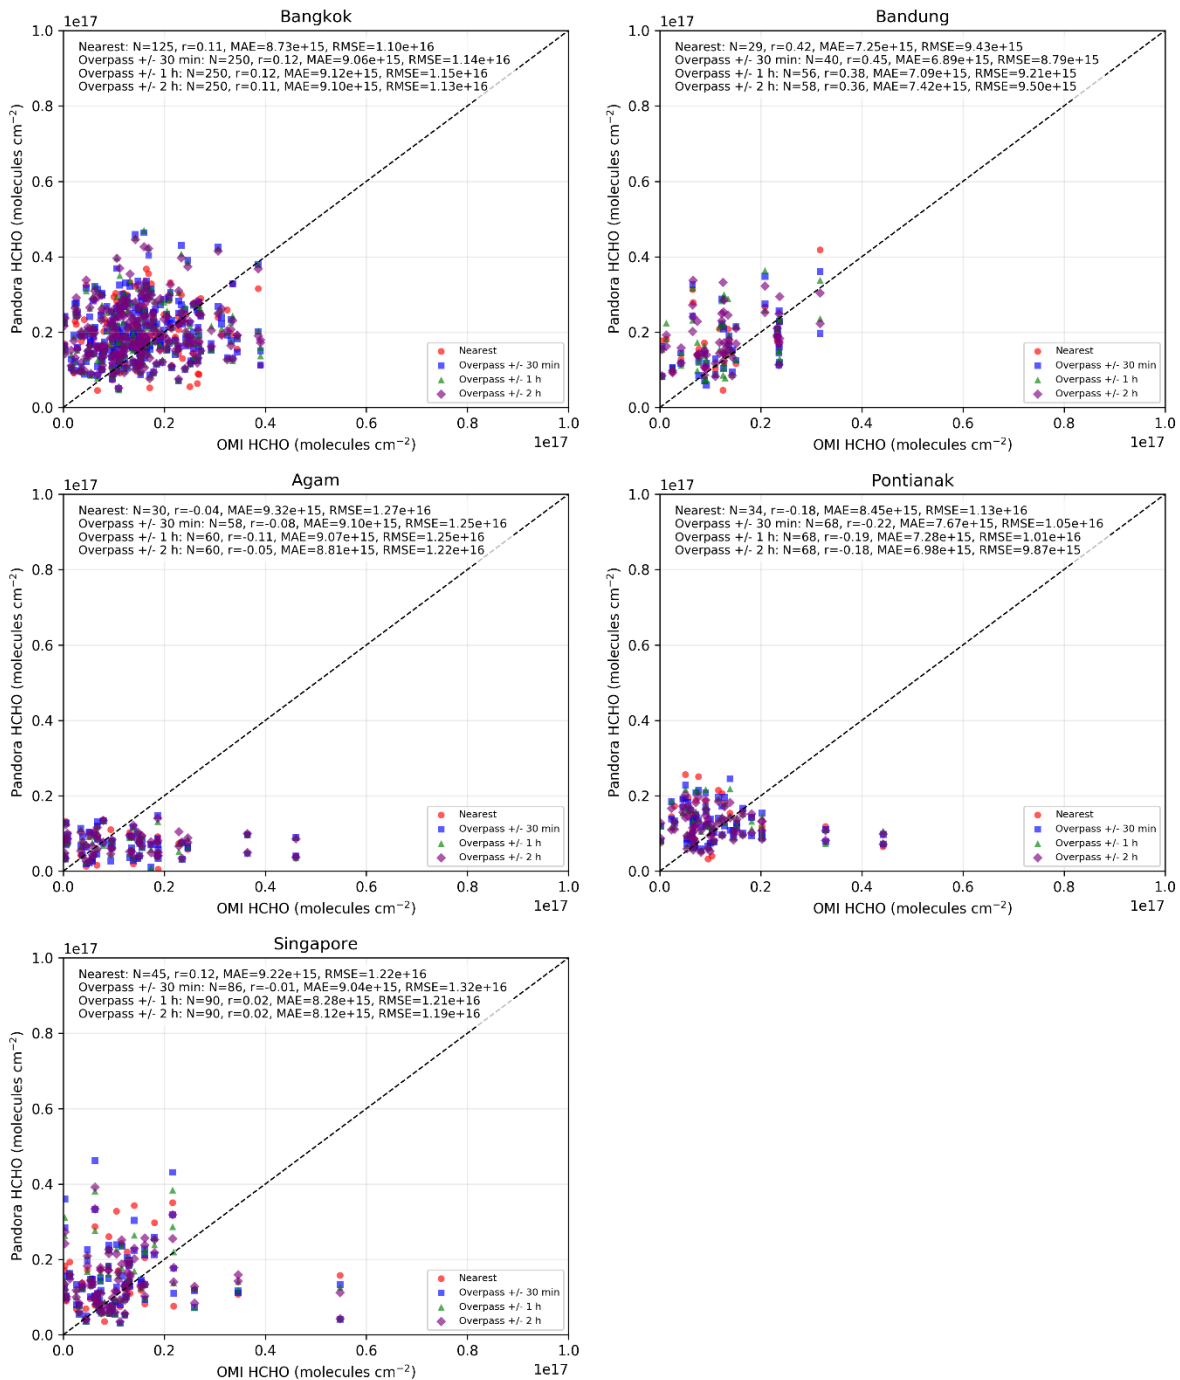 Bangkok
1e17
Nearest: N=125, r=0.11, MAE=8.73e+15, RMSE=1.10e+16
Overpass +/- 30 min: N=250, r=0.12, MAE=9.06e+15, RMSE=1.14e+16
Overpass +/- 1 h: N=250, r=0.12, MAE=9.12e+15, RMSE=1.15e+16
Overpass +/- 2 h: N=250, r=0.11, MAE=9.10e+15, RMSE=1.13e+16
1.0
0.8
0.6
0.4
0.2
0.0
Pandora HCHO (molecules cm⁻²)
Nearest
Overpass +/- 30 min
Overpass +/- 1 h
Overpass +/- 2 h
0.0 0.2 0.4 0.6 0.8 1.0
OMI HCHO (molecules cm⁻²)
1e17
Bandung
1e17
Nearest: N=29, r=0.42, MAE=7.25e+15, RMSE=9.43e+15
Overpass +/- 30 min: N=40, r=0.45, MAE=6.89e+15, RMSE=8.79e+15
Overpass +/- 1 h: N=56, r=0.38, MAE=7.09e+15, RMSE=9.21e+15
Overpass +/- 2 h: N=58, r=0.36, MAE=7.42e+15, RMSE=9.50e+15
1.0
0.8
0.6
0.4
0.2
0.0
Pandora HCHO (molecules cm⁻²)
Nearest
Overpass +/- 30 min
Overpass +/- 1 h
Overpass +/- 2 h
0.0 0.2 0.4 0.6 0.8 1.0
OMI HCHO (molecules cm⁻²)
1e17
Agam
1e17
Nearest: N=30, r=-0.04, MAE=9.32e+15, RMSE=1.27e+16
Overpass +/- 30 min: N=58, r=-0.08, MAE=9.10e+15, RMSE=1.25e+16
Overpass +/- 1 h: N=60, r=-0.11, MAE=9.07e+15, RMSE=1.25e+16
Overpass +/- 2 h: N=60, r=-0.05, MAE=8.81e+15, RMSE=1.22e+16
1.0
0.8
0.6
0.4
0.2
0.0
Pandora HCHO (molecules cm⁻²)
Nearest
Overpass +/- 30 min
Overpass +/- 1 h
Overpass +/- 2 h
0.0 0.2 0.4 0.6 0.8 1.0
OMI HCHO (molecules cm⁻²)
1e17
Pontianak
1e17
Nearest: N=34, r=-0.18, MAE=8.45e+15, RMSE=1.13e+16
Overpass +/- 30 min: N=68, r=-0.22, MAE=7.67e+15, RMSE=1.05e+16
Overpass +/- 1 h: N=68, r=-0.19, MAE=7.28e+15, RMSE=1.01e+16
Overpass +/- 2 h: N=68, r=-0.18, MAE=6.98e+15, RMSE=9.87e+15
1.0
0.8
0.6
0.4
0.2
0.0
Pandora HCHO (molecules cm⁻²)
Nearest
Overpass +/- 30 min
Overpass +/- 1 h
Overpass +/- 2 h
0.0 0.2 0.4 0.6 0.8 1.0
OMI HCHO (molecules cm⁻²)
1e17
Singapore
1e17
Nearest: N=45, r=0.12, MAE=9.22e+15, RMSE=1.22e+16
Overpass +/- 30 min: N=86, r=-0.01, MAE=9.04e+15, RMSE=1.32e+16
Overpass +/- 1 h: N=90, r=0.02, MAE=8.28e+15, RMSE=1.21e+16
Overpass +/- 2 h: N=90, r=0.02, MAE=8.12e+15, RMSE=1.19e+16
1.0
0.8
0.6
0.4
0.2
0.0
Pandora HCHO (molecules cm⁻²)
Nearest
Overpass +/- 30 min
Overpass +/- 1 h
Overpass +/- 2 h
0.0 0.2 0.4 0.6 0.8 1.0
OMI HCHO (molecules cm⁻²)
1e17